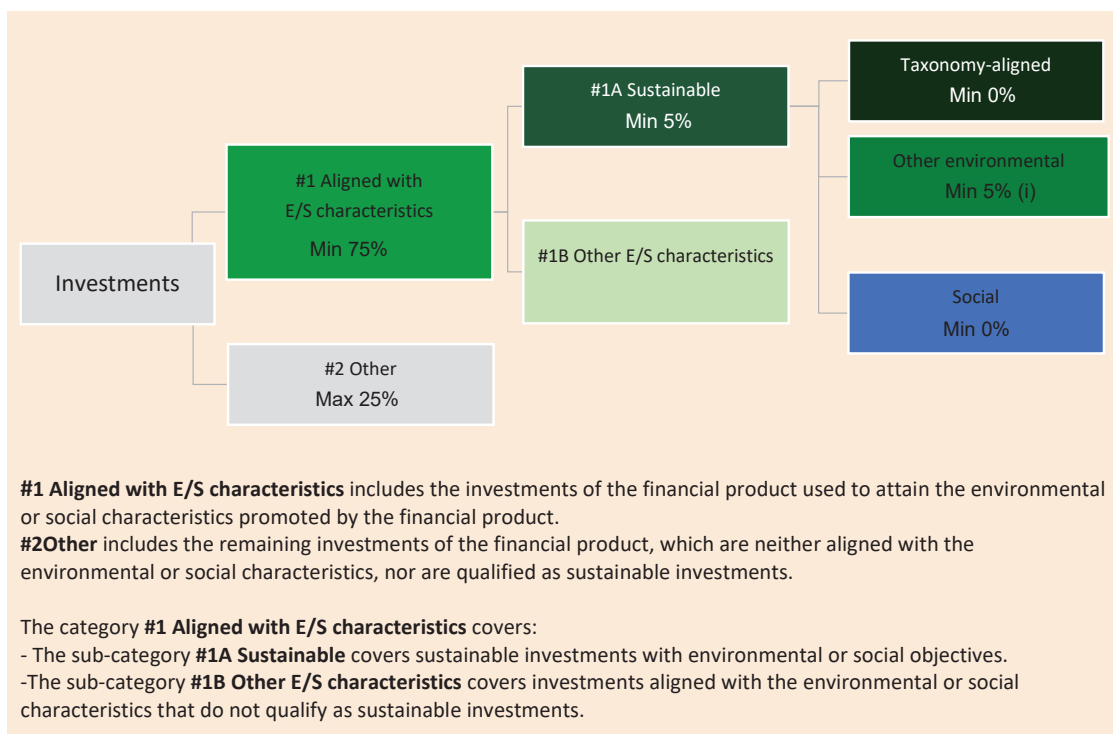 Investments
#1 Aligned with
E/S characteristics
Min 75%
#2 Other
Max 25%
#1A Sustainable
Min 5%
#1B Other E/S characteristics
Taxonomy-aligned
Min 0%
Other environmental
Min 5% (i)
Social
Min 0%
#1 Aligned with E/S characteristics includes the investments of the financial product used to attain the environmental
or social characteristics promoted by the financial product.
#2Other includes the remaining investments of the financial product, which are neither aligned with the
environmental or social characteristics, nor are qualified as sustainable investments.
The category #1 Aligned with E/S characteristics covers:
- The sub-category #1A Sustainable covers sustainable investments with environmental or social objectives.
-The sub-category #1B Other E/S characteristics covers investments aligned with the environmental or social
characteristics that do not qualify as sustainable investments.